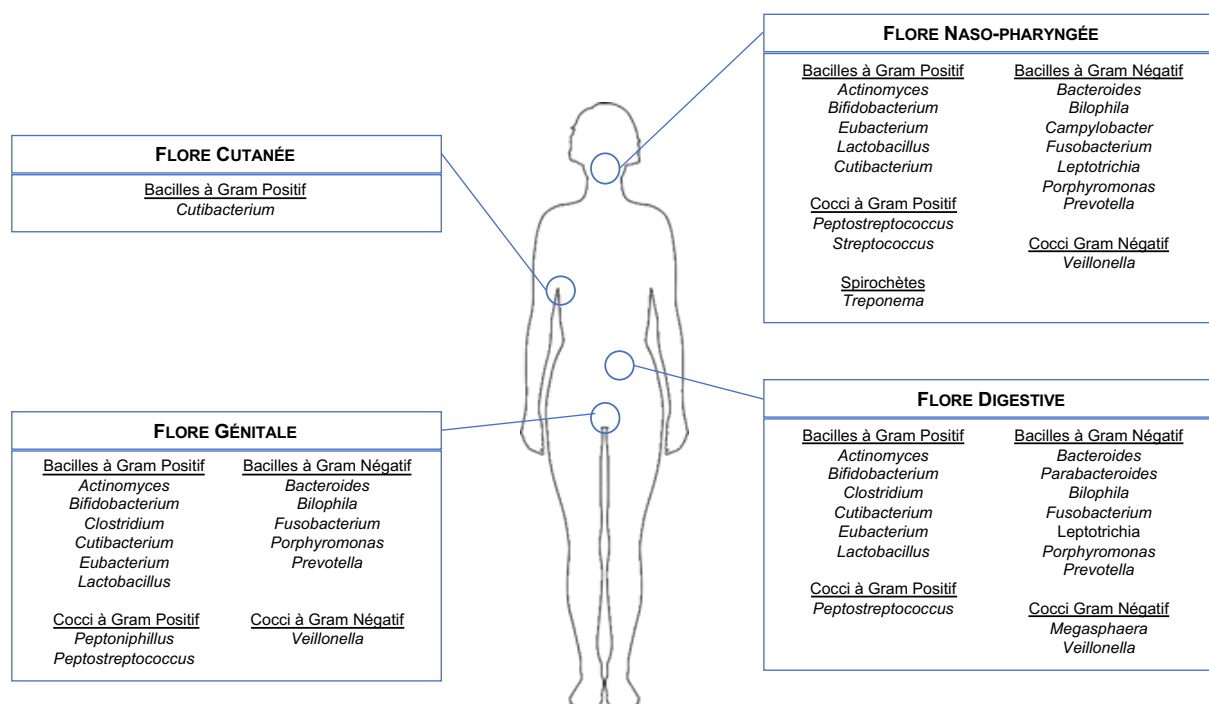 FLORE NASO-PHARYNGÉE
Bacilles à Gram Positif
Actinomyces
Bifidobacterium
Eubacterium
Lactobacillus
Cutibacterium
Cocci à Gram Positif
Peptostreptococcus
Streptococcus
Spirochètes
Treponema
Bacilles à Gram Négatif
Bacteroides
Bilophila
Campylobacter
Fusobacterium
Leptotrichia
Porphyromonas
Prevotella
Cocci Gram Négatif
Veillonella
FLORE CUTANÉE
Bacilles à Gram Positif
Cutibacterium
FLORE GÉNITALE
Bacilles à Gram Positif
Actinomyces
Bifidobacterium
Clostridium
Cutibacterium
Eubacterium
Lactobacillus
Cocci à Gram Positif
Peptoniphillus
Peptostreptococcus
Bacilles à Gram Négatif
Bacteroides
Bilophila
Fusobacterium
Porphyromonas
Prevotella
Cocci à Gram Négatif
Veillonella
FLORE DIGESTIVE
Bacilles à Gram Positif
Actinomyces
Bifidobacterium
Clostridium
Cutibacterium
Eubacterium
Lactobacillus
Cocci à Gram Positif
Peptostreptococcus
Bacilles à Gram Négatif
Bacteroides
Parabacteroides
Bilophila
Fusobacterium
Leptotrichia
Porphyromonas
Prevotella
Cocci Gram Négatif
Megasphaera
Veillonella